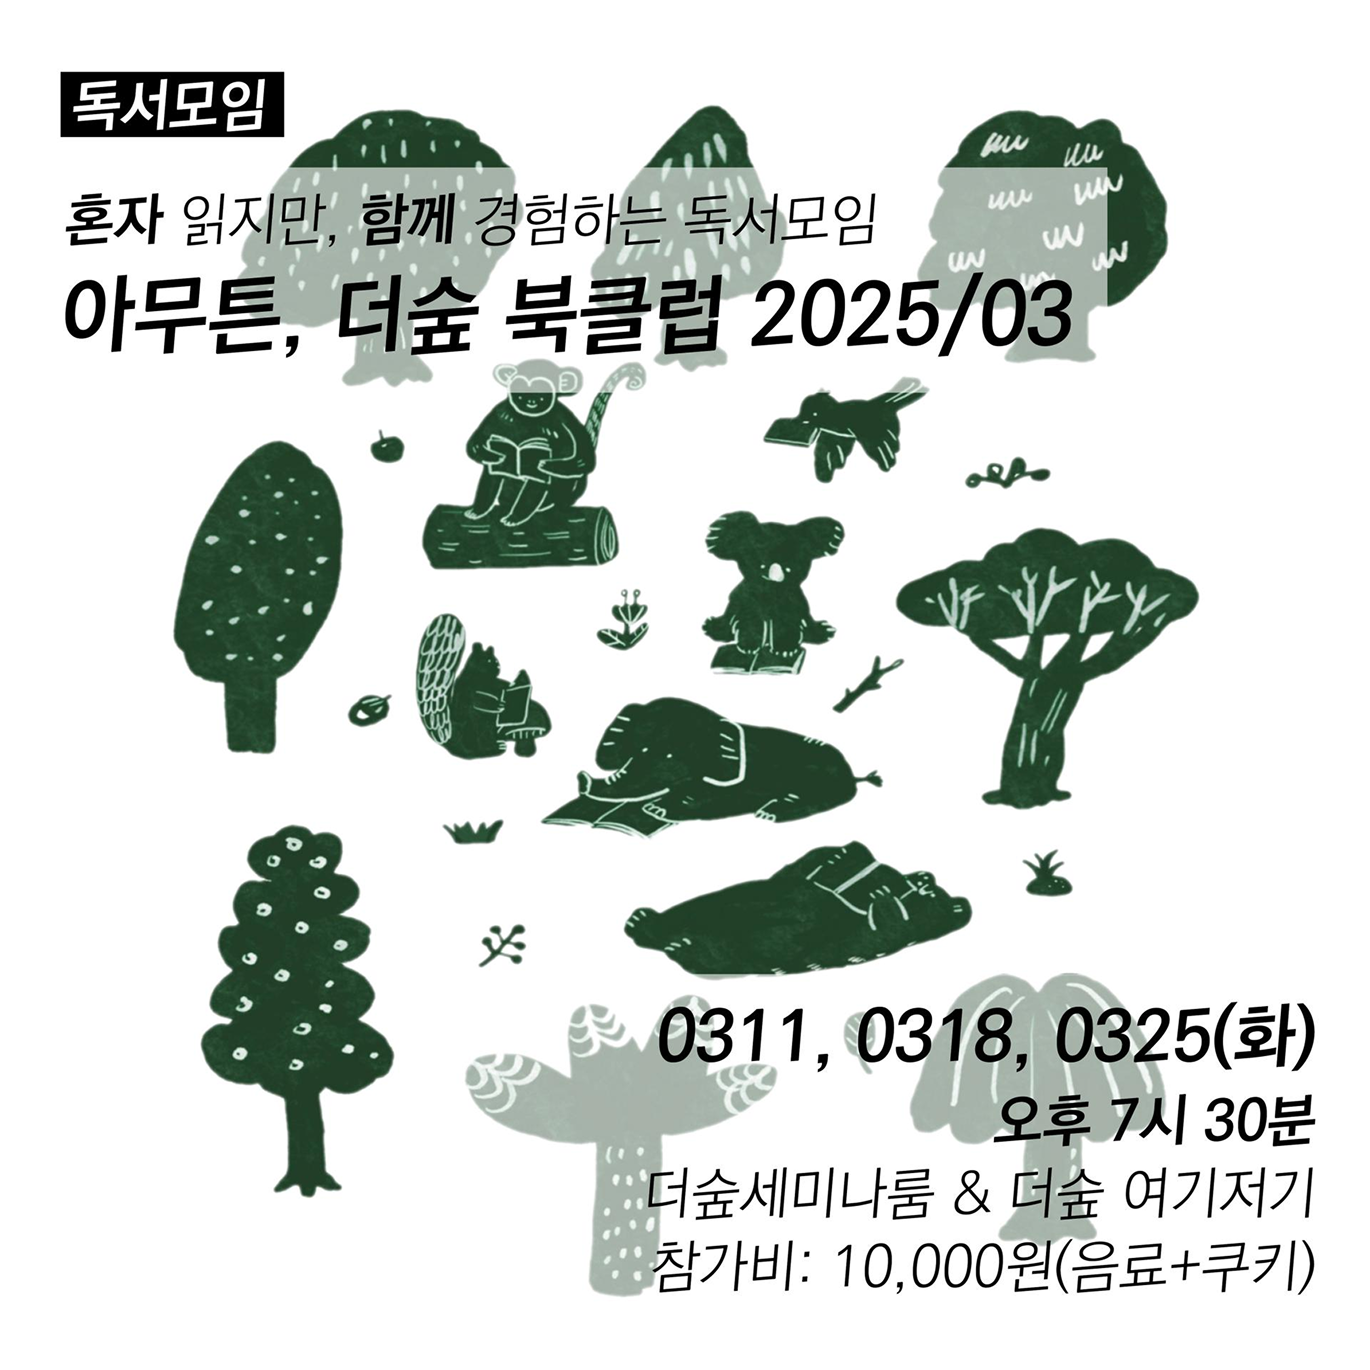 독서모임
혼자 읽지만, 함께 경험하는 독서모임
아무튼, 더숲 북클럽 2025/03
0311, 0318, 0325(화)
오후 7시 30분
더숲세미나룸 & 더숲 여기저기
참가비: 10,000원(음료+쿠키)